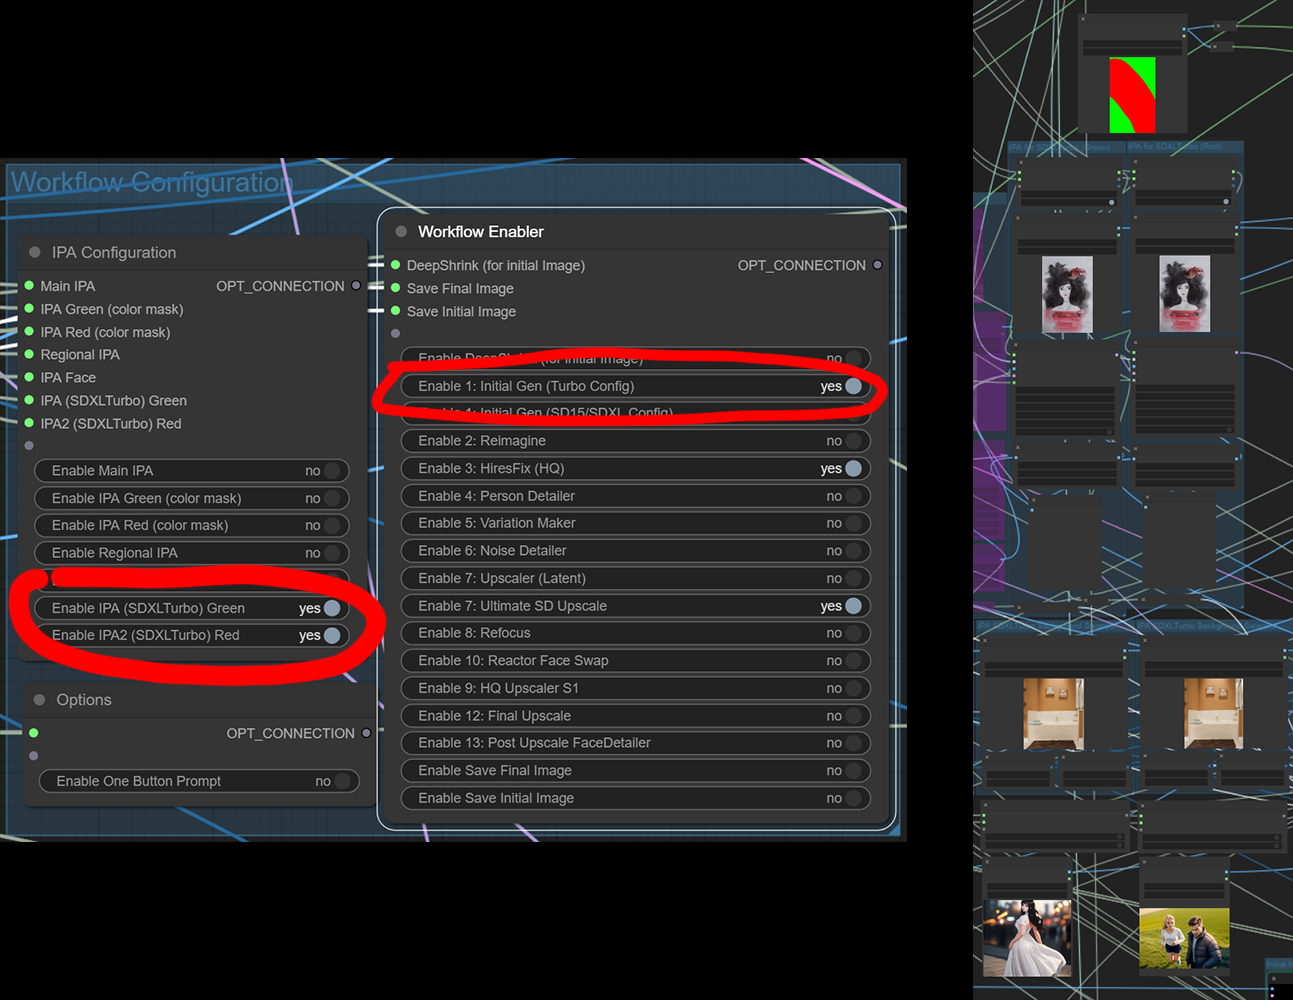 Workflow Configuration
IPA Configuration
Main IPA
OPT_CONNECTION
IPA Green (color mask)
IPA Red (color mask)
Regional IPA
IPA Face
IPA (SDXLTurbo) Green
IPA2 (SDXLTurbo) Red
Enable Main IPA no
Enable IPA Green (color mask) no
Enable IPA Red (color mask) no
Enable Regional IPA no
Enable IPA (SDXLTurbo) Green yes
Enable IPA2 (SDXLTurbo) Red yes
Options
OPT_CONNECTION
Enable One Button Prompt no
Workflow Enabler
DeepShrink (for initial Image)
OPT_CONNECTION
Save Final Image
Save Initial Image
Enable DeepShrink (for initial Image) no
Enable 1: Initial Gen (Turbo Config) yes
Enable 1: Initial Gen (SD15/SDXL Config)
Enable 2: Reimagine no
Enable 3: HiresFix (HQ) yes
Enable 4: Person Detailer no
Enable 5: Variation Maker no
Enable 6: Noise Detailer no
Enable 7: Upscaler (Latent) no
Enable 7: Ultimate SD Upscale yes
Enable 8: Refocus no
Enable 10: Reactor Face Swap no
Enable 9: HQ Upscaler S1 no
Enable 12: Final Upscale no
Enable 13: Post Upscale FaceDetailer no
Enable Save Final Image no
Enable Save Initial Image no
IPA for SDXLTurbo (Red)